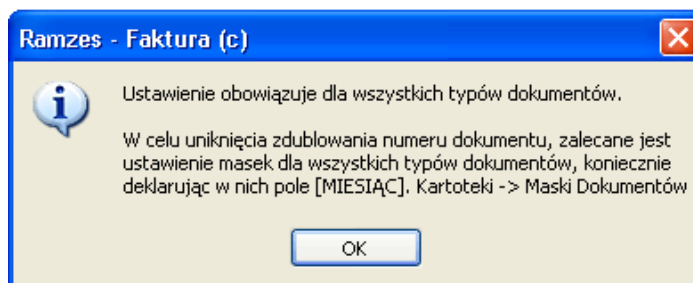 Ramzes - Faktura (c)
Ustawienie obowiązuje dla wszystkich typów dokumentów.
W celu uniknięcia zdublowania numeru dokumentu, zalecane jest
ustawienie masek dla wszystkich typów dokumentów, koniecznie
deklarując w nich pole [MIESIĄC]. Kartoteki -> Maski Dokumentów
OK